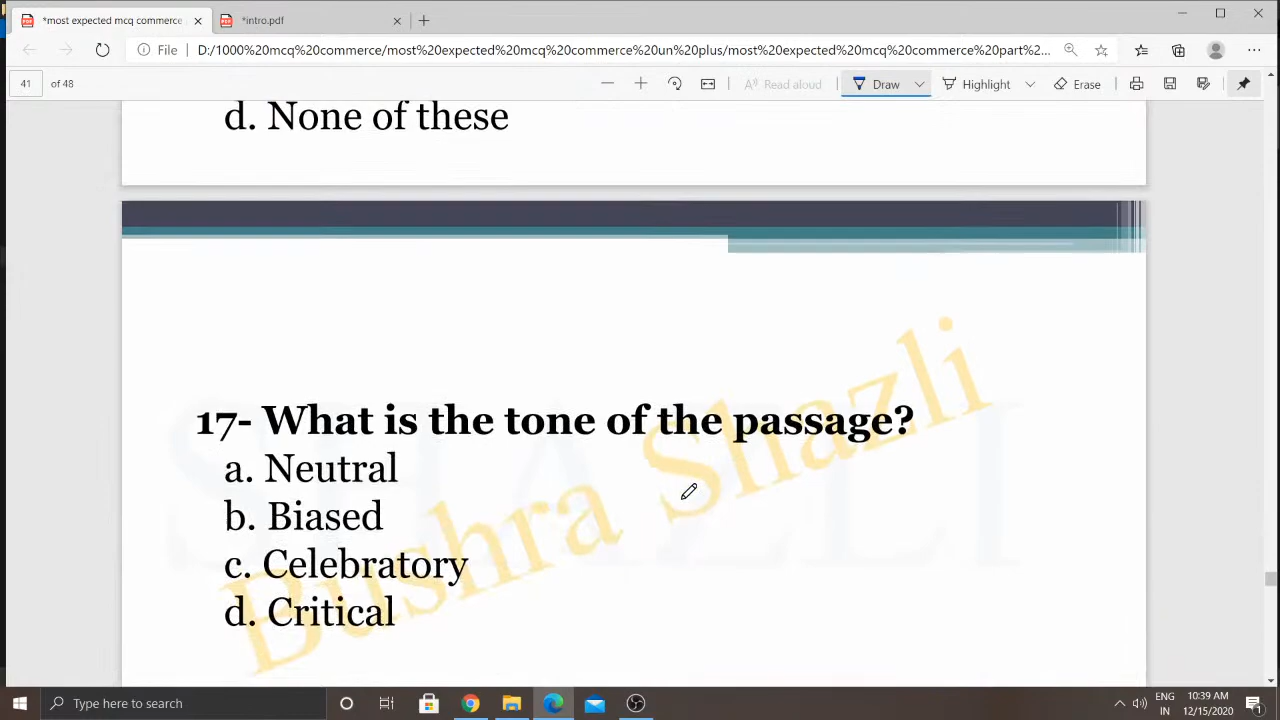 *most expected mcq commerce
*intro.pdf
File
D:/1000%20mcq%20commerce/most%20expected%20mcq%20commerce%20un%20plus/most%20expected%20mcq%20commerce%20part%2...
41 of 48
Read aloud
Draw
Highlight
Erase
d. None of these
17- What is the tone of the passage?
a. Neutral
b. Biased
c. Celebratory
d. Critical
SHAZLI
Bushra Shazli
Type here to search
ENG
IN
10:39 AM
12/15/2020
1